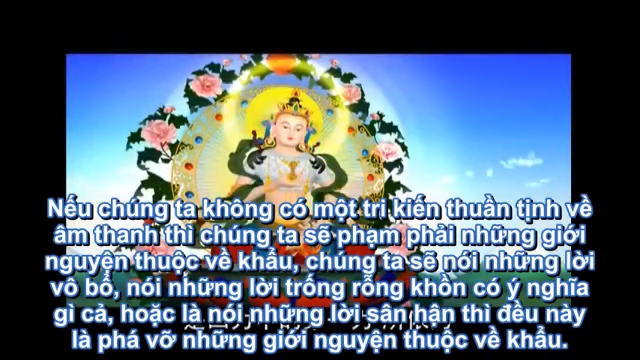 Nếu chúng ta không có một tri kiến thuần tịnh về
âm thanh thì chúng ta sẽ phạm phải những giới
nguyện thuộc về khẩu, chúng ta sẽ nói những lời
vô bổ, nói những lời trống rỗng khồn có ý nghĩa
gì cả, hoặc là nói những lời sân hận thì đều này
là phá vỡ những giới nguyện thuộc về khẩu.